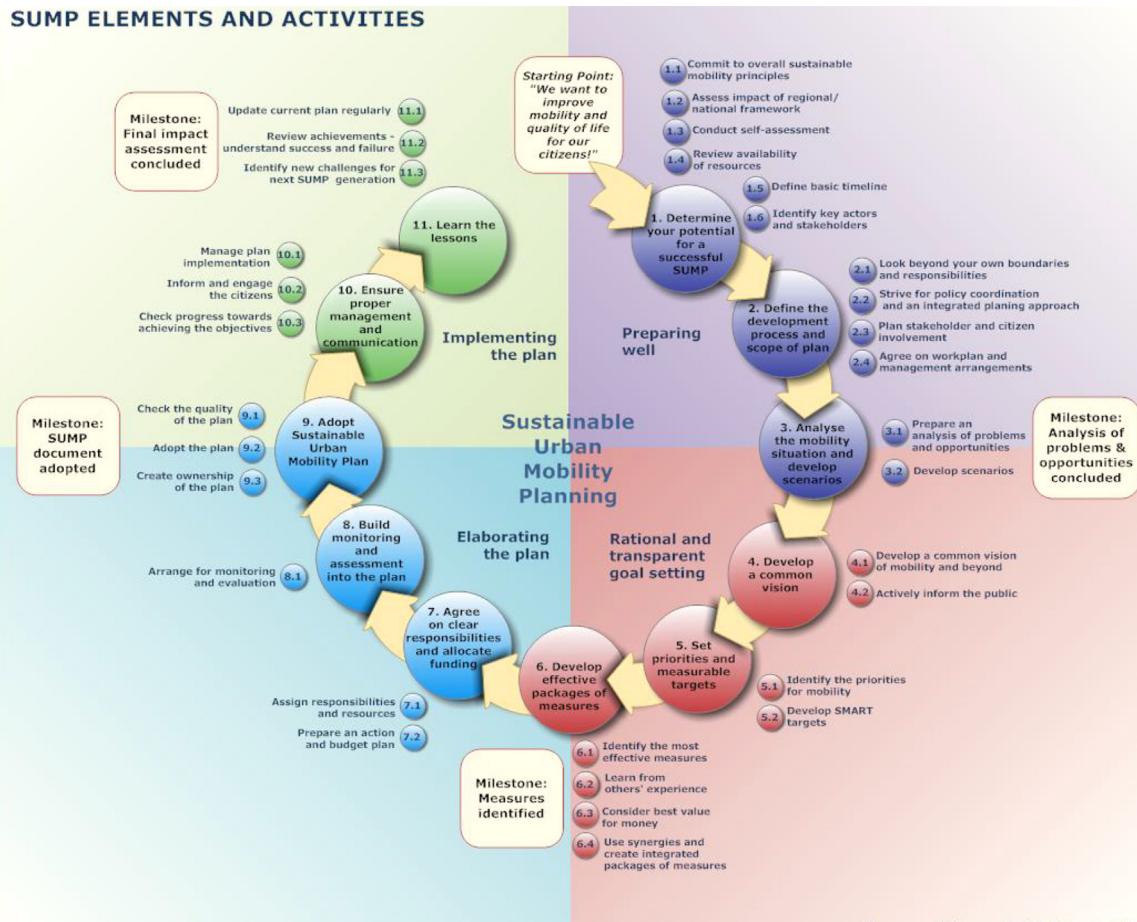 SUMP ELEMENTS AND ACTIVITIES
Starting Point:
"We want to
improve
mobility and
quality of life
for our
citizens!"
1.1
Commit to overall sustainable
mobility principles
1.2
Assess impact of regional/
national framework
1.3
Conduct self-assessment
1.4
Review availability
of resources
1.5
Define basic timeline
1.6
Identify key actors
and stakeholders
1. Determine
your potential
for a
successful
SUMP
2.1
Look beyond your own boundaries
and responsibilities
2.2
Strive for policy coordination
and an integrated planing approach
2.3
Plan stakeholder and citizen
involvement
2.4
Agree on workplan and
management arrangements
2. Define the
development
process and
scope of plan
Preparing
well
3. Analyse
the mobility
situation and
develop
scenarios
3.1
Prepare an
analysis of problems
and opportunities
3.2
Develop scenarios
Milestone:
Analysis of
problems &
opportunities
concluded
Sustainable
Urban
Mobility
Planning
Rational and
transparent
goal setting
4. Develop
a common
vision
4.1
Develop a common vision
of mobility and beyond
4.2
Actively inform the public
5. Set
priorities and
measurable
targets
5.1
Identify the priorities
for mobility
5.2
Develop SMART
targets
6. Develop
effective
packages of
measures
6.1
Identify the most
effective measures
6.2
Learn from
others' experience
6.3
Consider best value
for money
6.4
Use synergies and
create integrated
packages of measures
Milestone:
Measures
identified
Elaborating
the plan
7. Agree
on clear
responsibilities
and allocate
funding
Assign responsibilities
and resources
7.1
Prepare an action
and budget plan
7.2
8. Build
monitoring
and
assessment
into the plan
Arrange for monitoring
and evaluation
8.1
9. Adopt
Sustainable
Urban
Mobility Plan
Check the quality
of the plan
9.1
Adopt the plan
9.2
Create ownership
of the plan
9.3
Milestone:
SUMP
document
adopted
Implementing
the plan
10. Ensure
proper
management
and
communication
Manage plan
implementation
10.1
Inform and engage
the citizens
10.2
Check progress towards
achieving the objectives
10.3
11. Learn the
lessons
Update current plan regularly
11.1
Review achievements -
understand success and failure
11.2
Identify new challenges for
next SUMP generation
11.3
Milestone:
Final impact
assessment
concluded